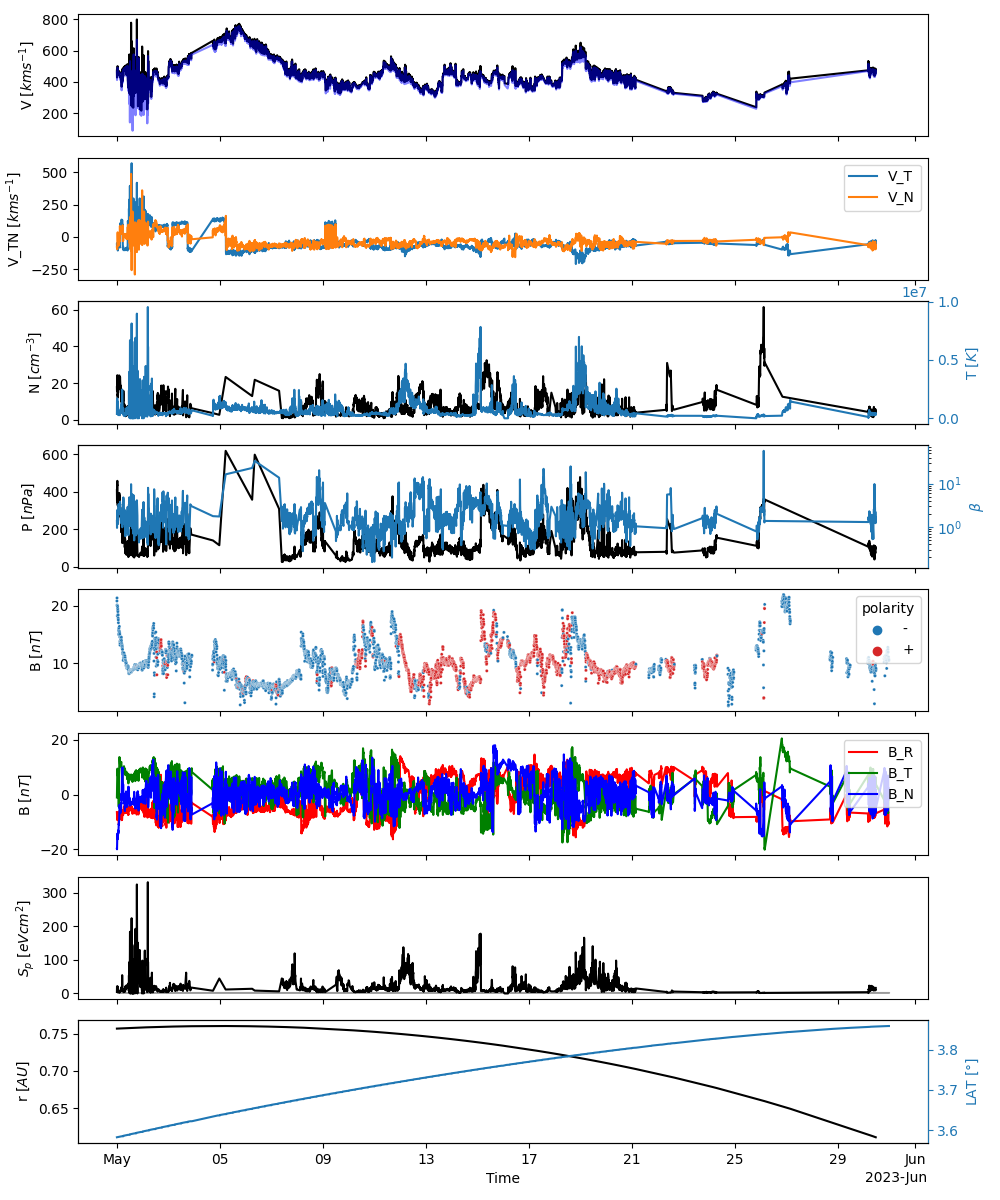 800
600
400
200
V [kms⁻¹]
500
250
0
−250
V_TN [kms⁻¹]
V_T
V_N
1e7
60
40
20
0
N [cm⁻³]
1.0
0.5
0.0
T [K]
600
400
200
0
P [nPa]
10¹
10⁰
β
20
10
B [nT]
polarity
-
+
20
0
−20
B [nT]
B_R
B_T
B_N
300
200
100
0
Sₚ [eVcm²]
0.75
0.70
0.65
r [AU]
3.8
3.7
3.6
LAT [°]
May 05 09 13 17 21 25 29 Jun
Time
2023-Jun